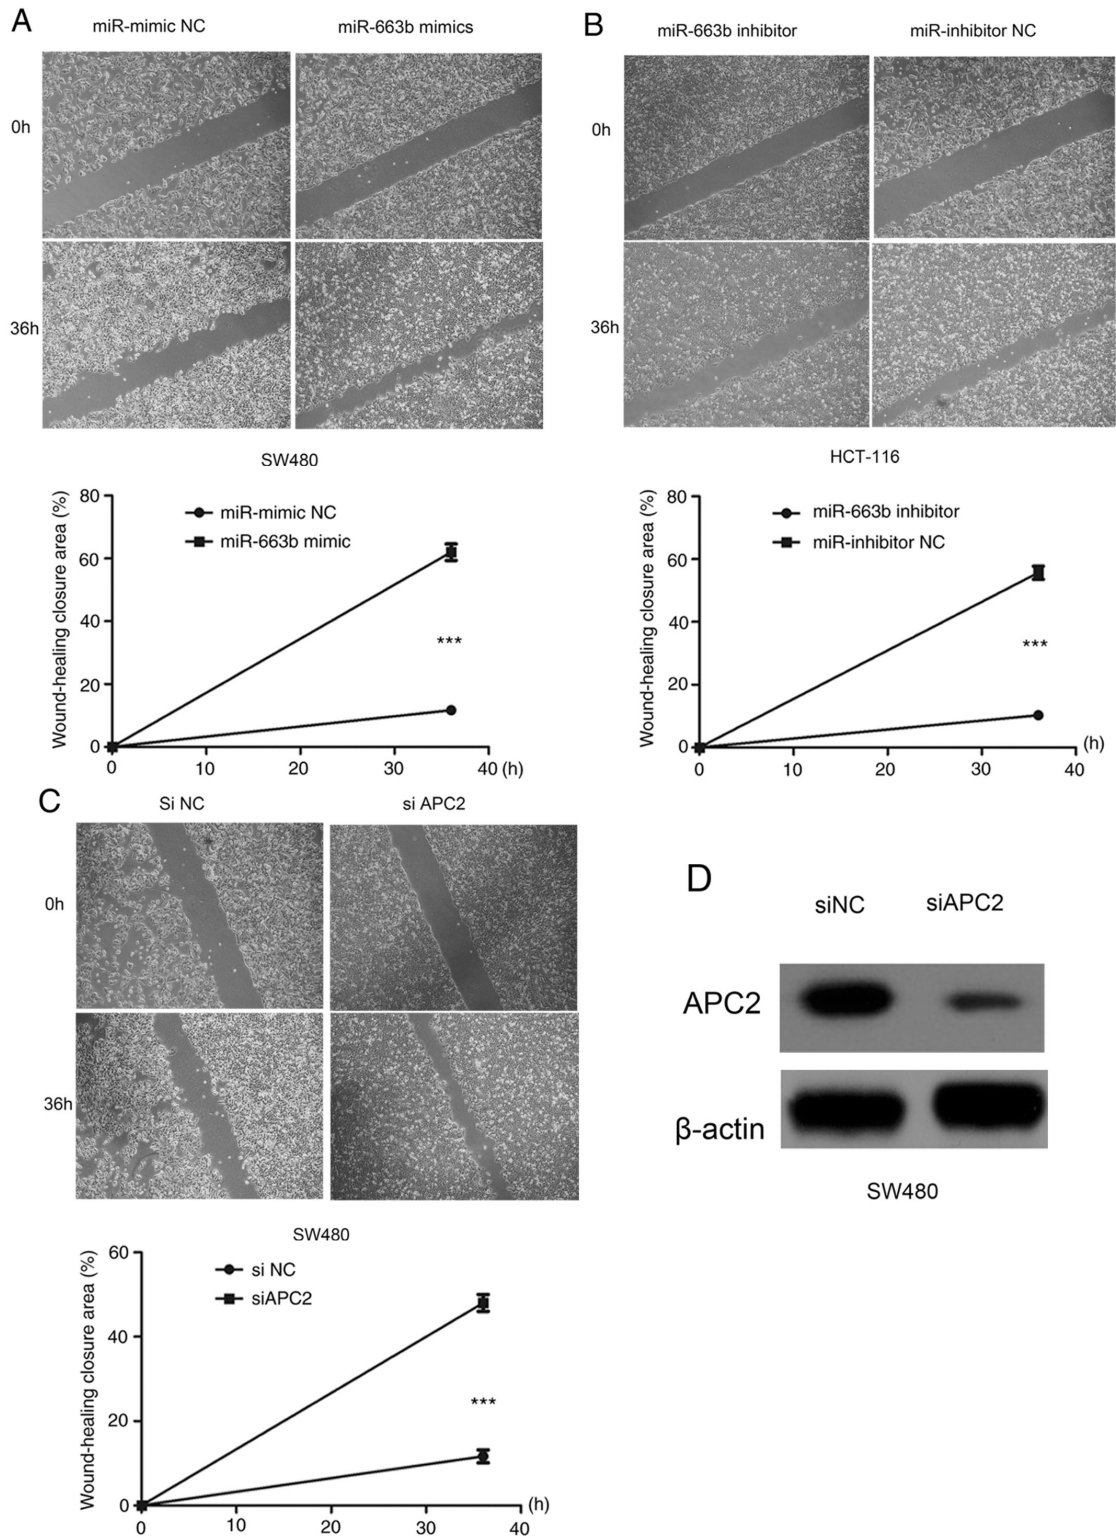 A
miR-mimic NC
miR-663b mimics
0h
36h
SW480
Wound-healing closure area (%)
80
60
40
20
0
miR-mimic NC
miR-663b mimic
***
0
10
20
30
40 (h)
B
miR-663b inhibitor
miR-inhibitor NC
0h
36h
HCT-116
Wound-healing closure area (%)
80
60
40
20
0
miR-663b inhibitor
miR-inhibitor NC
***
(h)
0
10
20
30
40
C
Si NC
si APC2
0h
36h
SW480
Wound-healing closure area (%)
60
40
20
0
si NC
siAPC2
***
(h)
0
10
20
30
40
D
siNC
siAPC2
APC2
β-actin
SW480